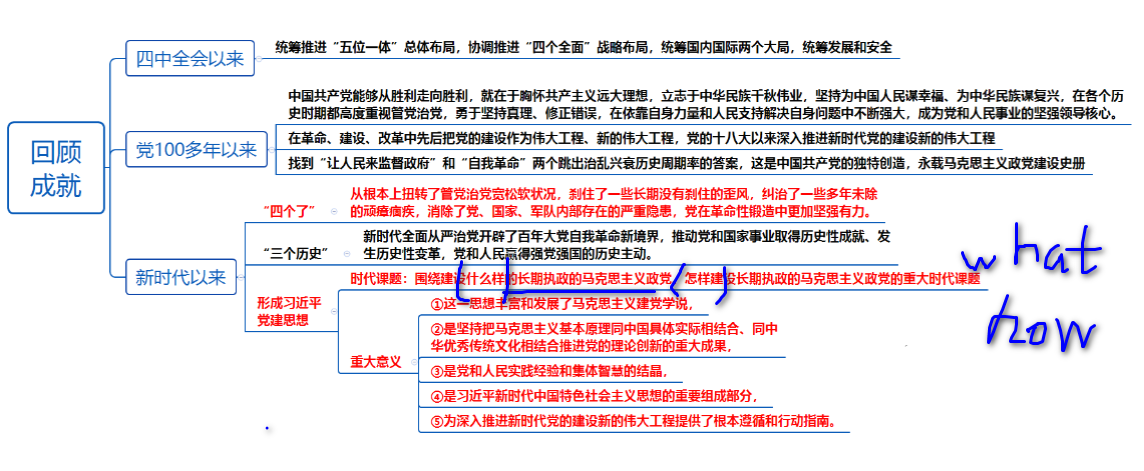 回顾
成就
四中全会以来
统筹推进“五位一体”总体布局，协调推进“四个全面”战略布局，统筹国内国际两个大局，统筹发展和安全
党100多年以来
中国共产党能够从胜利走向胜利，就在于胸怀共产主义远大理想，立志于中华民族千秋伟业，坚持为中国人民谋幸福、为中华民族谋复兴，在各个历
史时期都高度重视管党治党，勇于坚持真理、修正错误，在依靠自身力量和人民支持解决自身问题中不断强大，成为党和人民事业的坚强领导核心。
在革命、建设、改革中先后把党的建设作为伟大工程、新的伟大工程，党的十八大以来深入推进新时代党的建设新的伟大工程
找到“让人民来监督政府”和“自我革命”两个跳出治乱兴衰历史周期率的答案，这是中国共产党的独特创造，永载马克思主义政党建设史册
新时代以来
“四个了”
从根本上扭转了管党治党宽松软状况，刹住了一些长期没有刹住的歪风，纠治了一些多年未除
的顽瘴痼疾，消除了党、国家、军队内部存在的严重隐患，党在革命性锻造中更加坚强有力。
“三个历史”
新时代全面从严治党开辟了百年大党自我革命新境界，推动党和国家事业取得历史性成就、发
生历史性变革，党和人民赢得强党强国的历史主动。
形成习近平
党建思想
时代课题：围绕建设什么样的长期执政的马克思主义政党、怎样建设长期执政的马克思主义政党的重大时代课题
重大意义
①这一思想丰富和发展了马克思主义建党学说，
②是坚持把马克思主义基本原理同中国具体实际相结合、同中
华优秀传统文化相结合推进党的理论创新的重大成果，
③是党和人民实践经验和集体智慧的结晶，
④是习近平新时代中国特色社会主义思想的重要组成部分，
⑤为深入推进新时代党的建设新的伟大工程提供了根本遵循和行动指南。
what
how